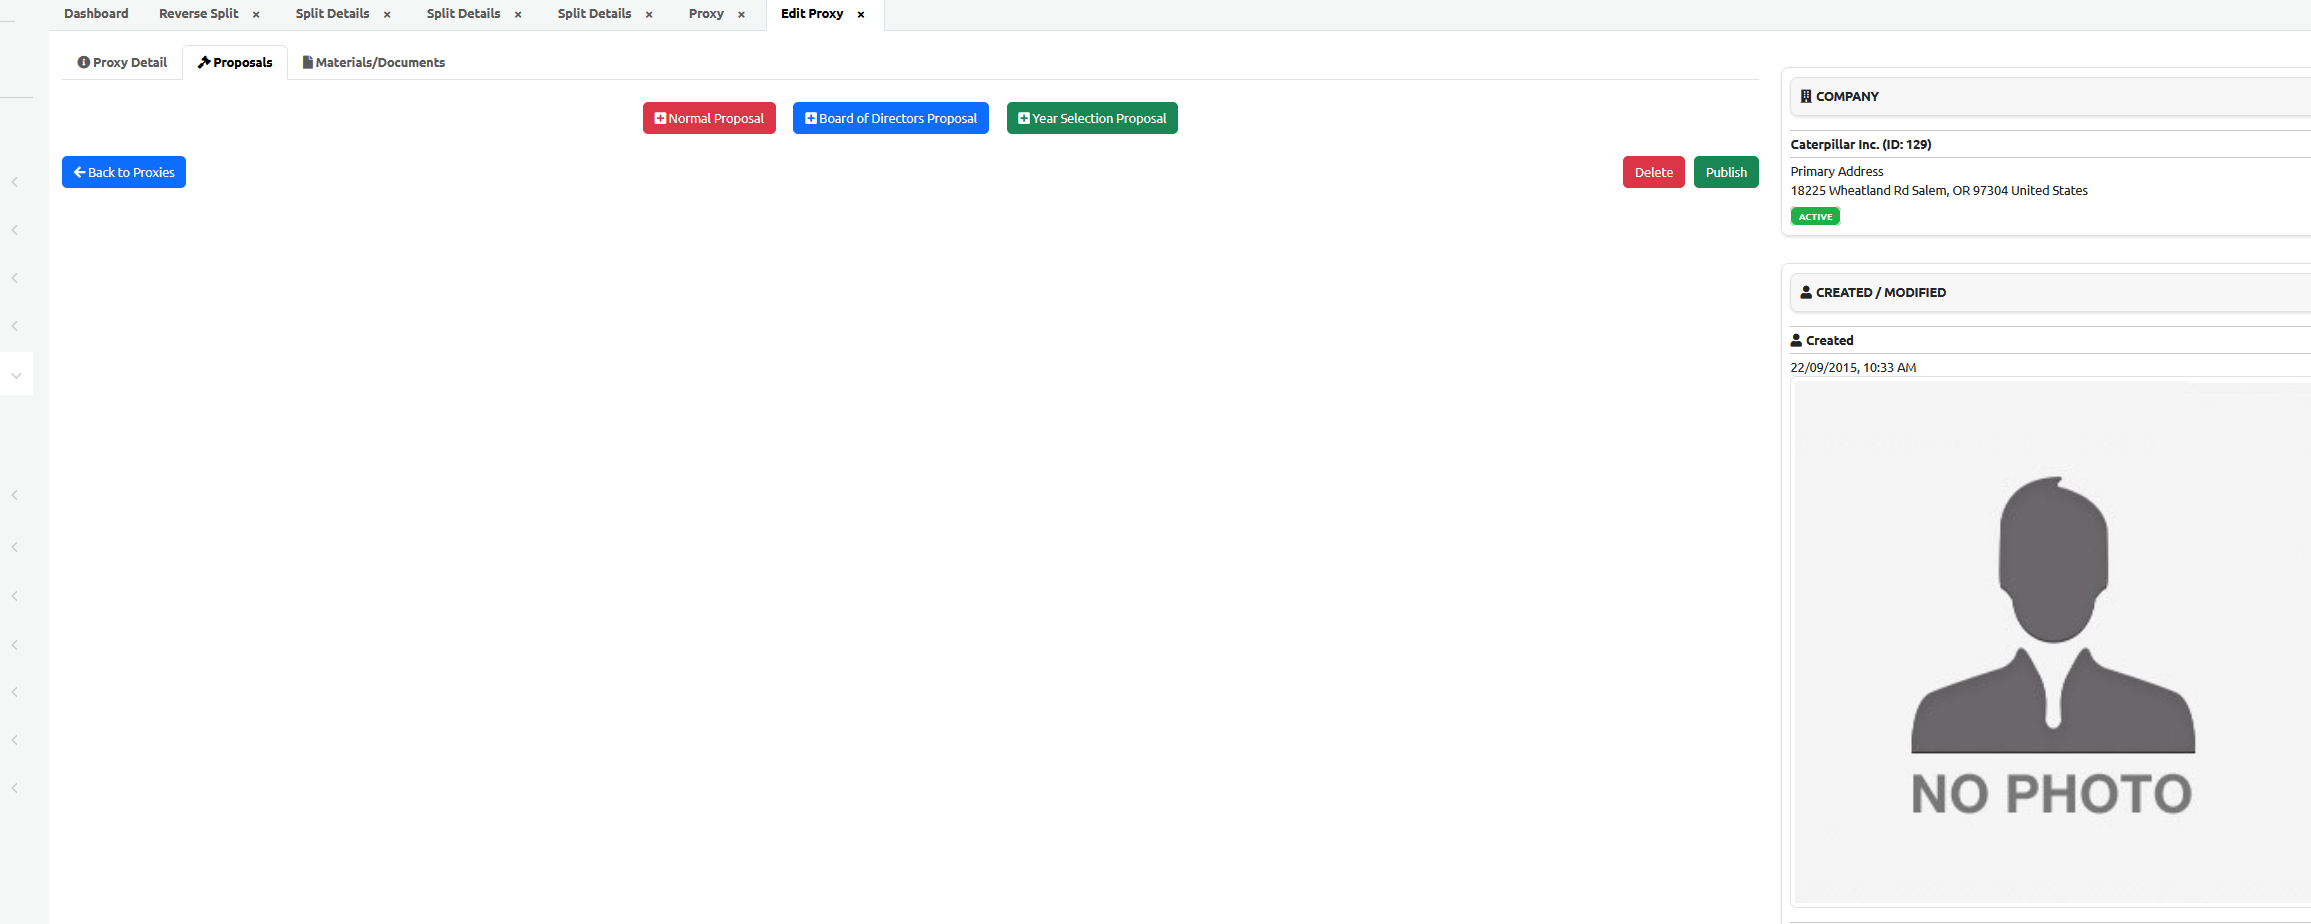 Dashboard Reverse Split × Split Details × Split Details × Split Details × Proxy × Edit Proxy ×
Proxy Detail Proposals Materials/Documents
Normal Proposal Board of Directors Proposal Year Selection Proposal
Back to Proxies Delete Publish
COMPANY
Caterpillar Inc. (ID: 129)
Primary Address
18225 Wheatland Rd Salem, OR 97304 United States
ACTIVE
CREATED / MODIFIED
Created
22/09/2015, 10:33 AM
NO PHOTO